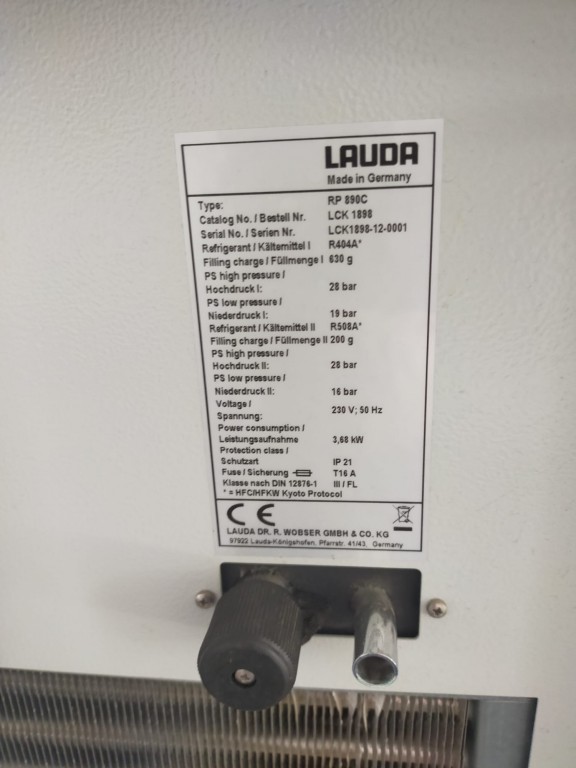 LAUDA
Made in Germany
Type: RP 890C
Catalog No. / Bestell Nr. LCK 1898
Serial No. / Serien Nr. LCK1898-12-0001
Refrigerant / Kältemittel I R404A*
Filling charge / Füllmenge I 630 g
PS high pressure /
Hochdruck I: 28 bar
PS low pressure /
Niederdruck I: 19 bar
Refrigerant / Kältemittel II R508A*
Filling charge / Füllmenge II 200 g
PS high pressure /
Hochdruck II: 28 bar
PS low pressure /
Niederdruck II: 16 bar
Voltage /
Spannung: 230 V; 50 Hz
Power consumption /
Leistungsaufnahme 3,68 kW
Protection class /
Schutzart IP 21
Fuse / Sicherung T16 A
Klasse nach DIN 12876-1 III / FL
* = HFC/HFKW Kyoto Protocol
CE
LAUDA DR. R. WOBSER GMBH & CO. KG
97922 Lauda-Königshofen, Pfarrstr. 41/43, Germany